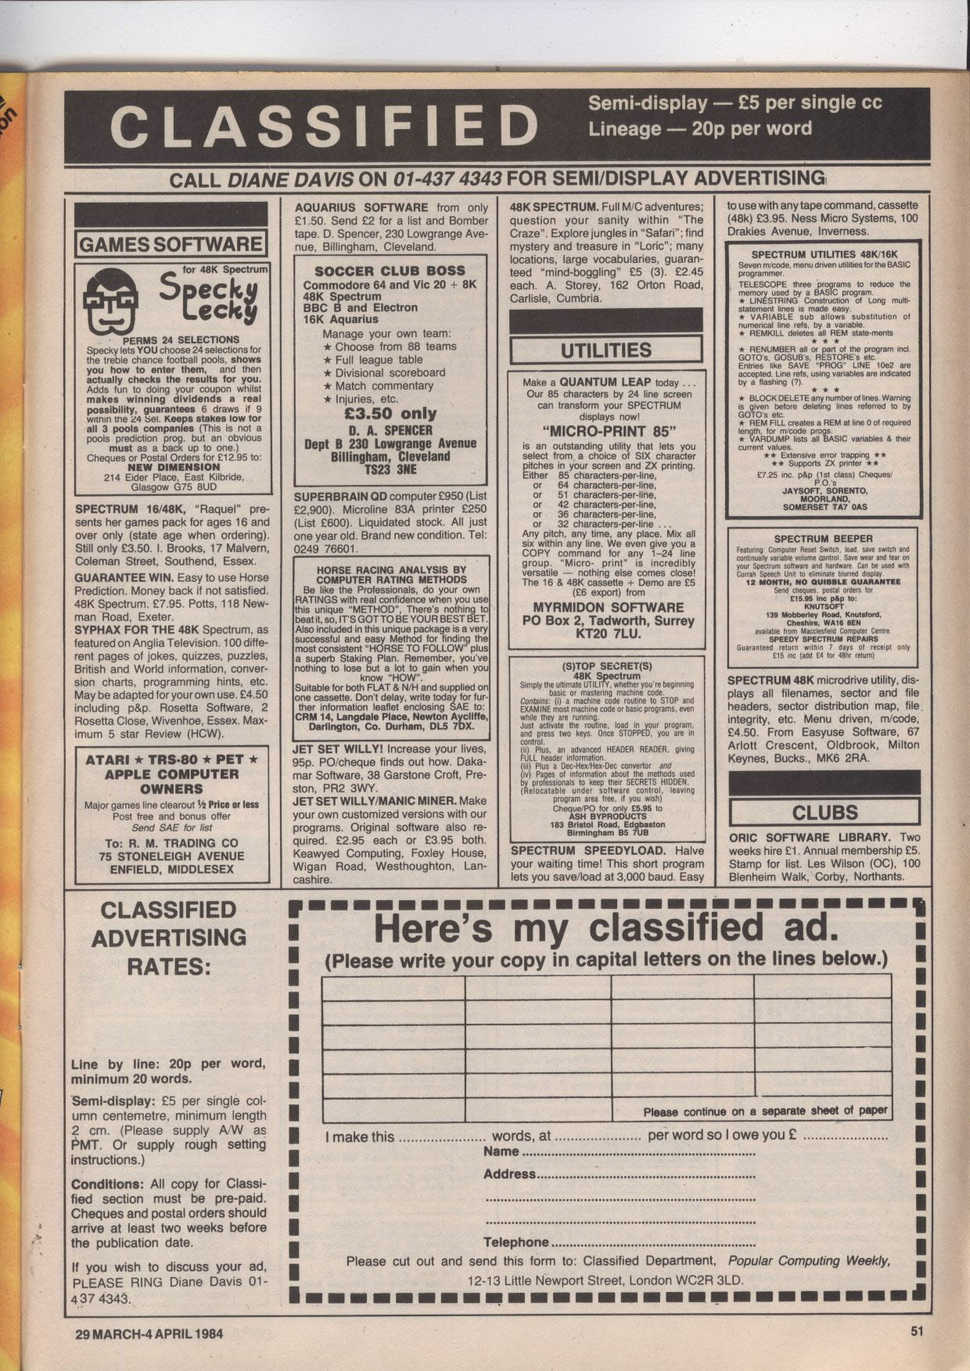 CLASSIFIED
Semi-display — £5 per single cc
Lineage — 20p per word
CALL DIANE DAVIS ON 01-437 4343 FOR SEMI/DISPLAY ADVERTISING
GAMES SOFTWARE
for 48K Spectrum
Specky
Lecky
PERMS 24 SELECTIONS
Specky lets YOU choose 24 selections for
the treble chance football pools, shows
you how to enter them, and then
actually checks the results for you.
Adds fun to doing your coupon whilst
makes winning dividends a real
possibility, guarantees 6 draws if 9
within the 24 Sel. Keeps stakes low for
all 3 pools companies (This is not a
pools prediction prog. but an obvious
must as a back up to one.)
Cheques or Postal Orders for £12.95 to:
NEW DIMENSION
214 Eider Place, East Kilbride,
Glasgow G75 8UD
SPECTRUM 16/48K, "Raquel" pre-
sents her games pack for ages 16 and
over only (state age when ordering).
Still only £3.50. I. Brooks, 17 Malvern,
Coleman Street, Southend, Essex.
GUARANTEE WIN. Easy to use Horse
Prediction. Money back if not satisfied.
48K Spectrum. £7.95. Potts, 118 New-
man Road, Exeter.
SYPHAX FOR THE 48K Spectrum, as
featured on Anglia Television. 100 diffe-
rent pages of jokes, quizzes, puzzles,
British and World information, conver-
sion charts, programming hints, etc.
May be adapted for your own use. £4.50
including p&p. Rosetta Software, 2
Rosetta Close, Wivenhoe, Essex. Max-
imum 5 star Review (HCW).
ATARI ★ TRS-80 ★ PET ★
APPLE COMPUTER
OWNERS
Major games line clearout ½ Price or less
Post free and bonus offer
Send SAE for list
To: R. M. TRADING CO
75 STONELEIGH AVENUE
ENFIELD, MIDDLESEX
AQUARIUS SOFTWARE from only
£1.50. Send £2 for a list and Bomber
tape. D. Spencer, 230 Lowgrange Ave-
nue, Billingham, Cleveland.
SOCCER CLUB BOSS
Commodore 64 and Vic 20 + 8K
48K Spectrum
BBC B and Electron
16K Aquarius
Manage your own team:
★ Choose from 88 teams
★ Full league table
★ Divisional scoreboard
★ Match commentary
★ Injuries, etc.
£3.50 only
D. A. SPENCER
Dept B 230 Lowgrange Avenue
Billingham, Cleveland
TS23 3NE
SUPERBRAIN QD computer £950 (List
£2,900). Microline 83A printer £250
(List £600). Liquidated stock. All just
one year old. Brand new condition. Tel:
0249 76601.
HORSE RACING ANALYSIS BY
COMPUTER RATING METHODS
Be like the Professionals, do your own
RATINGS with real confidence when you use
this unique "METHOD", There's nothing to
beat it, so, IT'S GOT TO BE YOUR BEST BET.
Also included in this unique package is a very
successful and easy Method for finding the
most consistent "HORSE TO FOLLOW" plus
a superb Staking Plan. Remember, you've
nothing to lose but a lot to gain when you
know "HOW".
Suitable for both FLAT & N/H and supplied on
one cassette. Don't delay, write today for fur-
ther information leaflet enclosing SAE to:
CRM 14, Langdale Place, Newton Aycliffe,
Darlington, Co. Durham, DL5 7DX.
JET SET WILLY! Increase your lives,
95p. PO/cheque finds out how. Daka-
mar Software, 38 Garstone Croft, Pre-
ston, PR2 3WY.
JET SET WILLY/MANIC MINER. Make
your own customized versions with our
programs. Original software also re-
quired. £2.95 each or £3.95 both.
Keawyed Computing, Foxley House,
Wigan Road, Westhoughton, Lan-
cashire.
48K SPECTRUM. Full M/C adventures;
question your sanity within "The
Craze". Explore jungles in "Safari"; find
mystery and treasure in "Loric"; many
locations, large vocabularies, guaran-
teed "mind-boggling" £5 (3). £2.45
each. A. Storey, 162 Orton Road,
Carlisle, Cumbria.
UTILITIES
Make a QUANTUM LEAP today ...
Our 85 characters by 24 line screen
can transform your SPECTRUM
displays now!
"MICRO-PRINT 85"
is an outstanding utility that lets you
select from a choice of SIX character
pitches in your screen and ZX printing.
Either 85 characters-per-line,
or 64 characters-per-line,
or 51 characters-per-line,
or 42 characters-per-line,
or 36 characters-per-line,
or 32 characters-per-line ...
Any pitch, any time, any place. Mix all
six within any line. We even give you a
COPY command for any 1–24 line
group. "Micro- print" is incredibly
versatile — nothing else comes close!
The 16 & 48K cassette + Demo are £5
(£6 export) from
MYRMIDON SOFTWARE
PO Box 2, Tadworth, Surrey
KT20 7LU.
(S)TOP SECRET(S)
48K Spectrum
Simply the ultimate UTILITY, whether you're beginning
basic or mastering machine code.
Contains: (i) a machine code routine to STOP and
EXAMINE most machine code or basic programs, even
while they are running.
Just activate the routine, load in your program,
and press two keys. Once STOPPED, you are in
control.
(ii) Plus, an advanced HEADER READER, giving
FULL header information.
(iii) Plus a Dec-Hex/Hex-Dec convertor and
(iv) Pages of information about the methods used
by professionals to keep their SECRETS HIDDEN.
(Relocatable under software control, leaving
program area free, if you wish)
Cheque/PO for only £5.95 to
ASH BYPRODUCTS
183 Bristol Road, Edgbaston
Birmingham B5 7UB
SPECTRUM SPEEDYLOAD. Halve
your waiting time! This short program
lets you save/load at 3,000 baud. Easy
to use with any tape command, cassette
(48k) £3.95. Ness Micro Systems, 100
Drakies Avenue, Inverness.
SPECTRUM UTILITIES 48K/16K
Seven m/code, menu driven utilities for the BASIC
programmer.
TELESCOPE three programs to reduce the
memory used by a BASIC program.
★ LINESTRING Construction of Long multi-
statement lines is made easy.
★ VARIABLE sub allows substitution of
numerical line refs, by a variable.
★ REMKILL deletes all REM state-ments
★ ★ ★
★ RENUMBER all or part of the program incl.
GOTO's, GOSUB's, RESTORE's etc.
Entries like SAVE "PROG" LINE 10e2 are
accepted. Line refs, using variables are indicated
by a flashing (?).
★ ★ ★
★ BLOCK DELETE any number of lines. Warning
is given before deleting lines referred to by
GOTO's etc.
★ REM FILL creates a REM at line 0 of required
length, for m/code progs.
★ VARDUMP lists all BASIC variables & their
current values.
★★ Extensive error trapping ★★
★★ Supports ZX printer ★★
£7.25 inc. p&p (1st class) Cheques/
P.O.'s
JAYSOFT, SORENTO,
MOORLAND,
SOMERSET TA7 0AS
SPECTRUM BEEPER
Featuring: Computer Reset Switch, load, save switch and
continually variable volume control. Save wear and tear on
your Spectrum software and hardware. Can be used with
Currah Speech Unit to eliminate blurred display.
12 MONTH, NO QUIBBLE GUARANTEE
Send cheques, postal orders for
£15.95 inc p&p to:
KNUTSOFT
139 Mobberley Road, Knutsford,
Cheshire, WA16 8EN
available from Macclesfield Computer Centre
SPEEDY SPECTRUM REPAIRS
Guaranteed return within 7 days of receipt only
£15 inc (add £4 for 48hr return)
SPECTRUM 48K microdrive utility, dis-
plays all filenames, sector and file
headers, sector distribution map, file
integrity, etc. Menu driven, m/code,
£4.50. From Easyuse Software, 67
Arlott Crescent, Oldbrook, Milton
Keynes, Bucks., MK6 2RA.
CLUBS
ORIC SOFTWARE LIBRARY. Two
weeks hire £1. Annual membership £5.
Stamp for list. Les Wilson (OC), 100
Blenheim Walk, Corby, Northants.
CLASSIFIED
ADVERTISING
RATES:
Line by line: 20p per word,
minimum 20 words.
Semi-display: £5 per single col-
umn centemetre, minimum length
2 cm. (Please supply A/W as
PMT. Or supply rough setting
instructions.)
Conditions: All copy for Classi-
fied section must be pre-paid.
Cheques and postal orders should
arrive at least two weeks before
the publication date.
If you wish to discuss your ad,
PLEASE RING Diane Davis 01-
437 4343.
Here's my classified ad.
(Please write your copy in capital letters on the lines below.)
Please continue on a separate sheet of paper
I make this ...................... words, at ...................... per word so I owe you £ ......................
Name ......................
Address ......................
Telephone ......................
Please cut out and send this form to: Classified Department, Popular Computing Weekly,
12-13 Little Newport Street, London WC2R 3LD.
29 MARCH-4 APRIL 1984
51